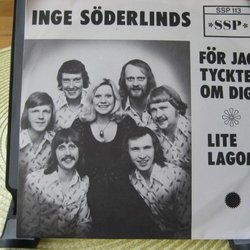 INGE SÖDERLINDS
SSP 113
*SSP*
FÖR JAG
TYCKTE
OM DIG
LITE
LAGOM